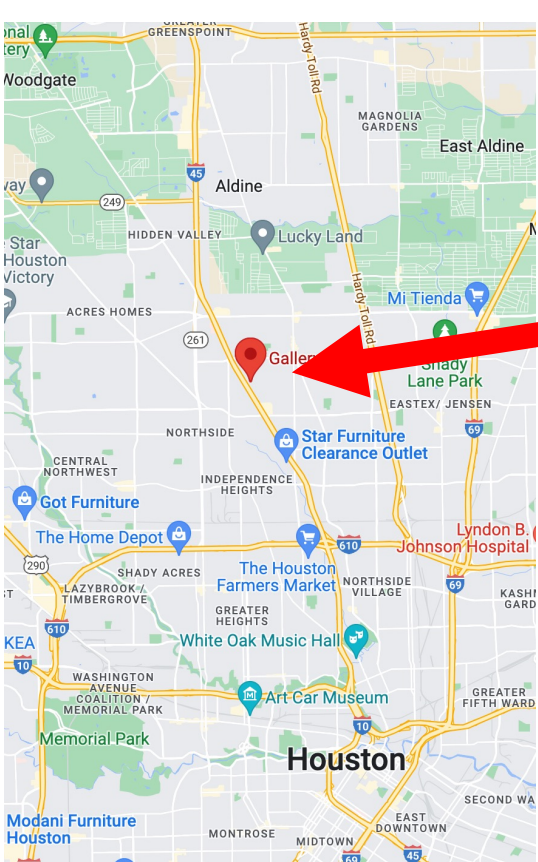 GREATER
GREENSPOINT
Hardy Toll Rd
Woodgate
MAGNOLIA
GARDENS
East Aldine
45
Aldine
249
HIDDEN VALLEY
Lucky Land
Star
Houston
Victory
Hardy Toll Rd
Mi Tienda
ACRES HOMES
261
Galler
Shady
Lane Park
EASTEX/ JENSEN
69
NORTHSIDE
Star Furniture
Clearance Outlet
CENTRAL
NORTHWEST
INDEPENDENCE
HEIGHTS
Got Furniture
The Home Depot
610
Lyndon B.
Johnson Hospital
290
SHADY ACRES
The Houston
Farmers Market
NORTHSIDE
VILLAGE
69
KASHM
GARD
LAZYBROOK /
TIMBERGROVE
GREATER
HEIGHTS
610
White Oak Music Hall
KEA
10
WASHINGTON
AVENUE
COALITION /
MEMORIAL PARK
Art Car Museum
GREATER
FIFTH WARD
10
Memorial Park
Houston
SECOND WA
Modani Furniture
Houston
EAST
DOWNTOWN
MONTROSE
MIDTOWN
69
45